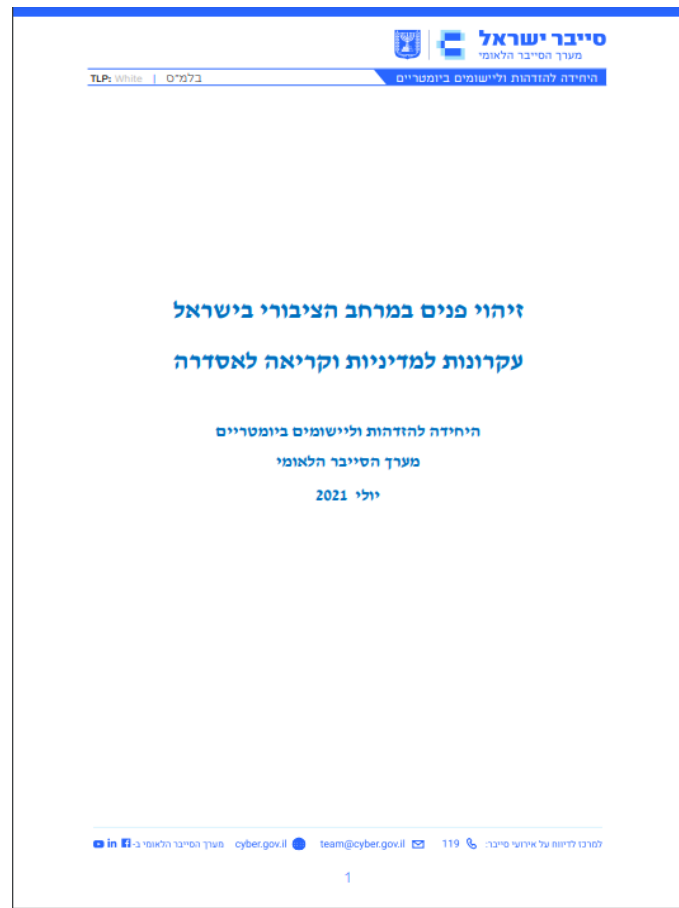 סייבר ישראל
מערך הסייבר הלאומי
היחידה להזדהות וליישומים ביומטריים
בלמ״ס | TLP: White
זיהוי פנים במרחב הציבורי בישראל
עקרונות למדיניות וקריאה לאסדרה
היחידה להזדהות וליישומים ביומטריים
מערך הסייבר הלאומי
יולי 2021
למרכז לדיווח על אירועי סייבר: 119 team@cyber.gov.il cyber.gov.il מערך הסייבר הלאומי ב-
1